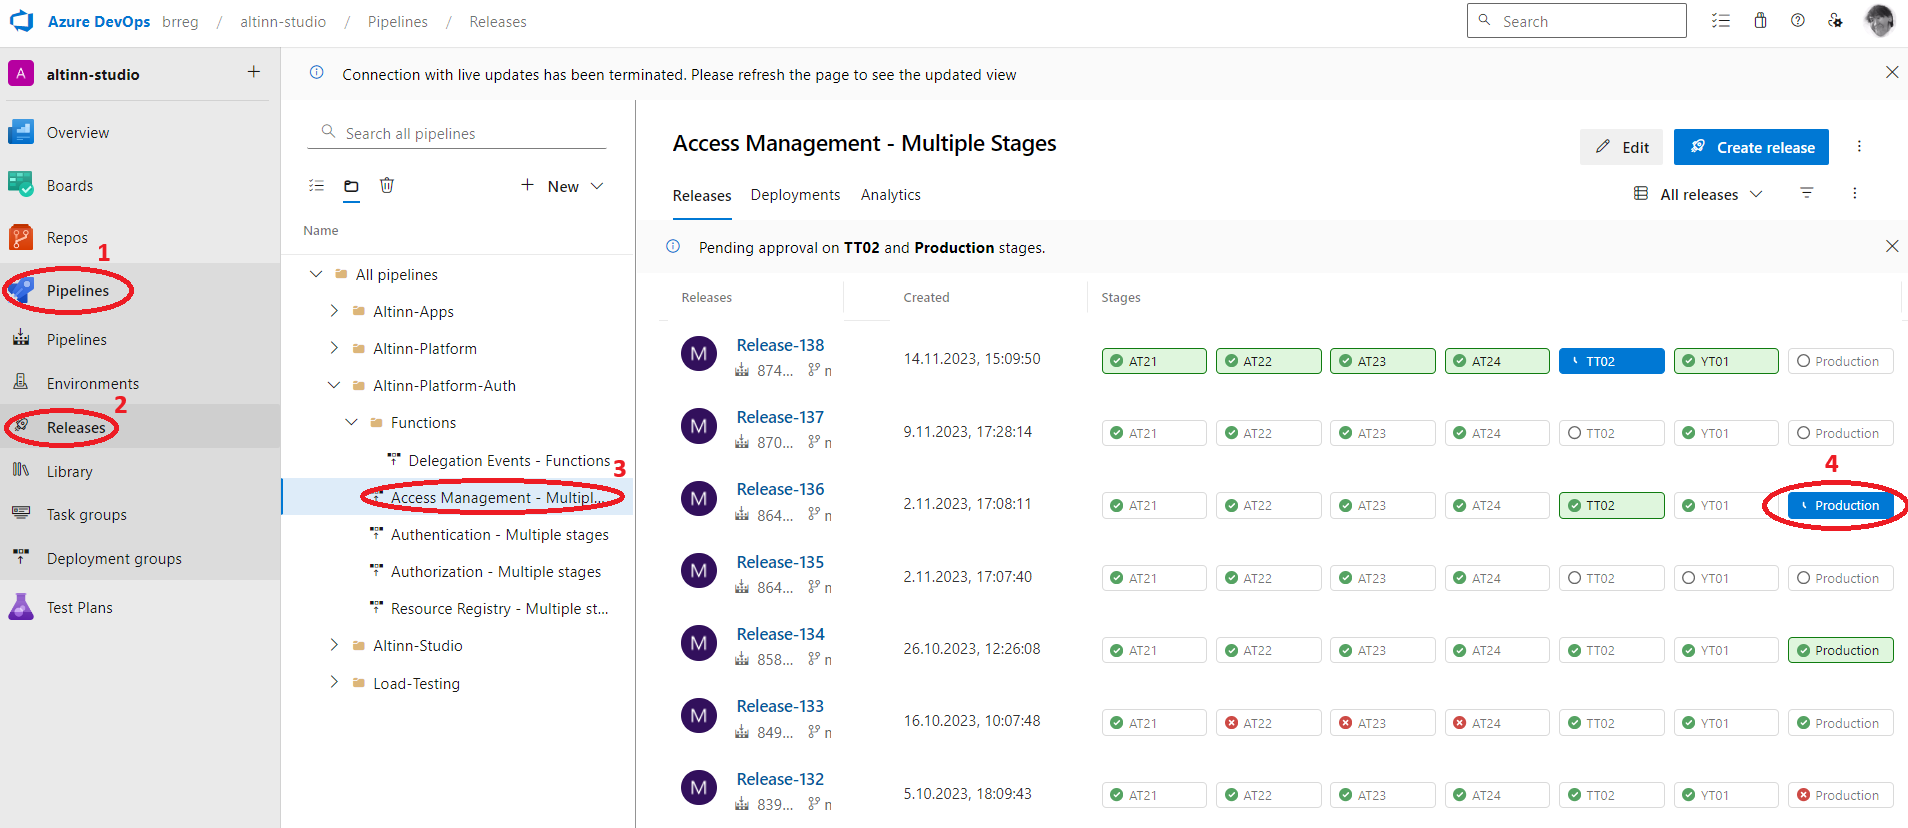 Azure DevOps brreg / altinn-studio / Pipelines / Releases
Search
A altinn-studio +
Overview
Boards
Repos
1
Pipelines
Pipelines
Environments
2
Releases
Library
Task groups
Deployment groups
Test Plans
Connection with live updates has been terminated. Please refresh the page to see the updated view
Search all pipelines
+ New
Name
All pipelines
Altinn-Apps
Altinn-Platform
Altinn-Platform-Auth
Functions
Delegation Events - Functions
3
Access Management - Multipl...
Authentication - Multiple stages
Authorization - Multiple stages
Resource Registry - Multiple st...
Altinn-Studio
Load-Testing
Access Management - Multiple Stages
Edit
Create release
Releases Deployments Analytics
All releases
Pending approval on TT02 and Production stages.
Releases Created Stages
M Release-138 14.11.2023, 15:09:50 AT21 AT22 AT23 AT24 TT02 YT01 Production
874...
M Release-137 9.11.2023, 17:28:14 AT21 AT22 AT23 AT24 TT02 YT01 Production
870...
4
M Release-136 2.11.2023, 17:08:11 AT21 AT22 AT23 AT24 TT02 YT01 Production
864...
M Release-135 2.11.2023, 17:07:40 AT21 AT22 AT23 AT24 TT02 YT01 Production
864...
M Release-134 26.10.2023, 12:26:08 AT21 AT22 AT23 AT24 TT02 YT01 Production
858...
M Release-133 16.10.2023, 10:07:48 AT21 AT22 AT23 AT24 TT02 YT01 Production
849...
M Release-132 5.10.2023, 18:09:43 AT21 AT22 AT23 AT24 TT02 YT01 Production
839...